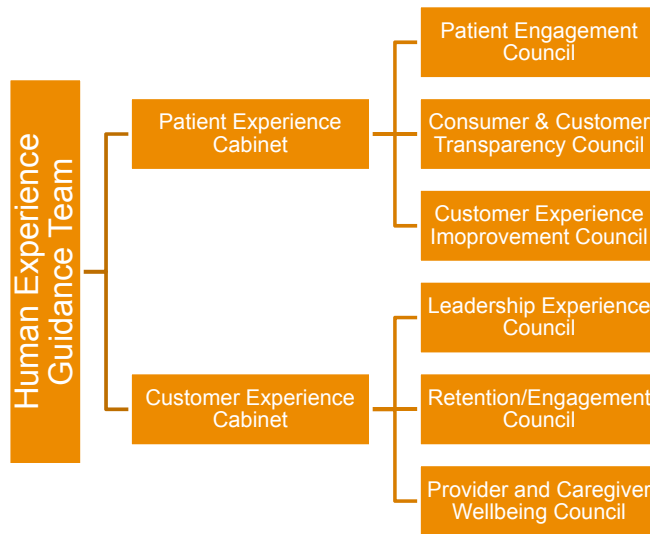 Human Experience
Guidance Team
Patient Experience
Cabinet
Patient Engagement
Council
Consumer & Customer
Transparency Council
Customer Experience
Imoprovement Council
Customer Experience
Cabinet
Leadership Experience
Council
Retention/Engagement
Council
Provider and Caregiver
Wellbeing Council